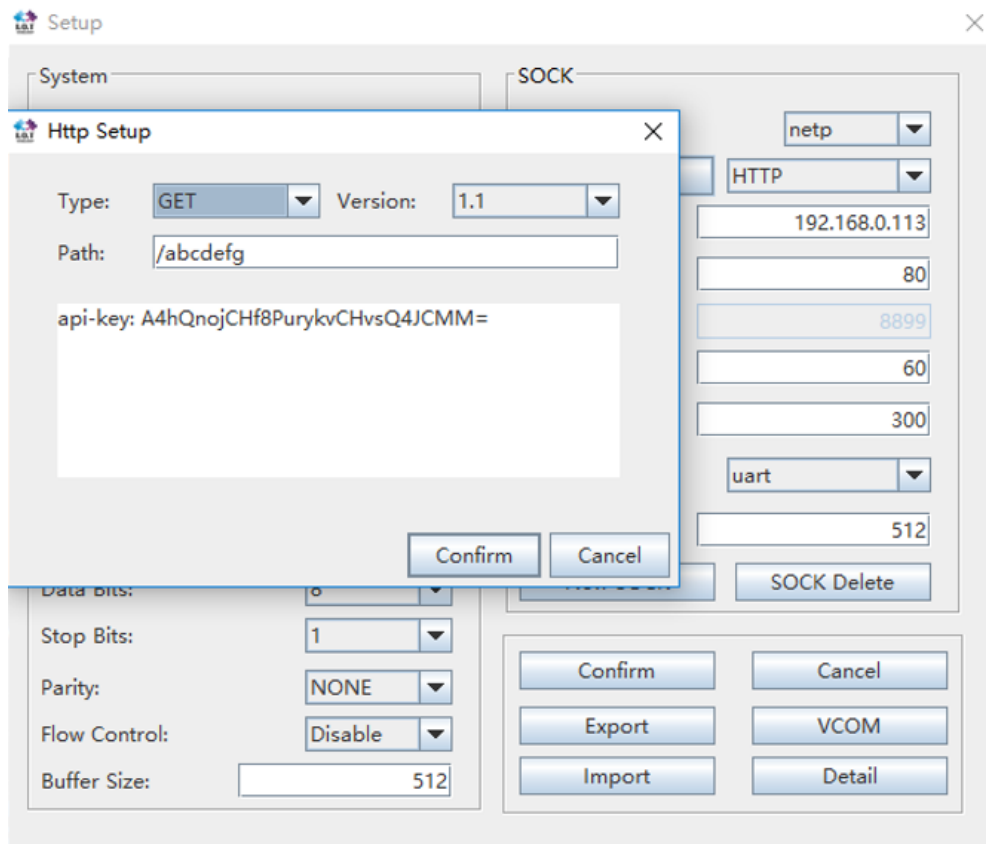 Setup
System
SOCK
Http Setup
netp
HTTP
Type: GET Version: 1.1
192.168.0.113
Path: /abcdefg
80
api-key: A4hQnojCHf8PurykvCHvsQ4JCMM=
8899
60
300
uart
512
Confirm Cancel
Data Bits: 8
SOCK Delete
Stop Bits: 1
Confirm Cancel
Parity: NONE
Export VCOM
Flow Control: Disable
Import Detail
Buffer Size: 512